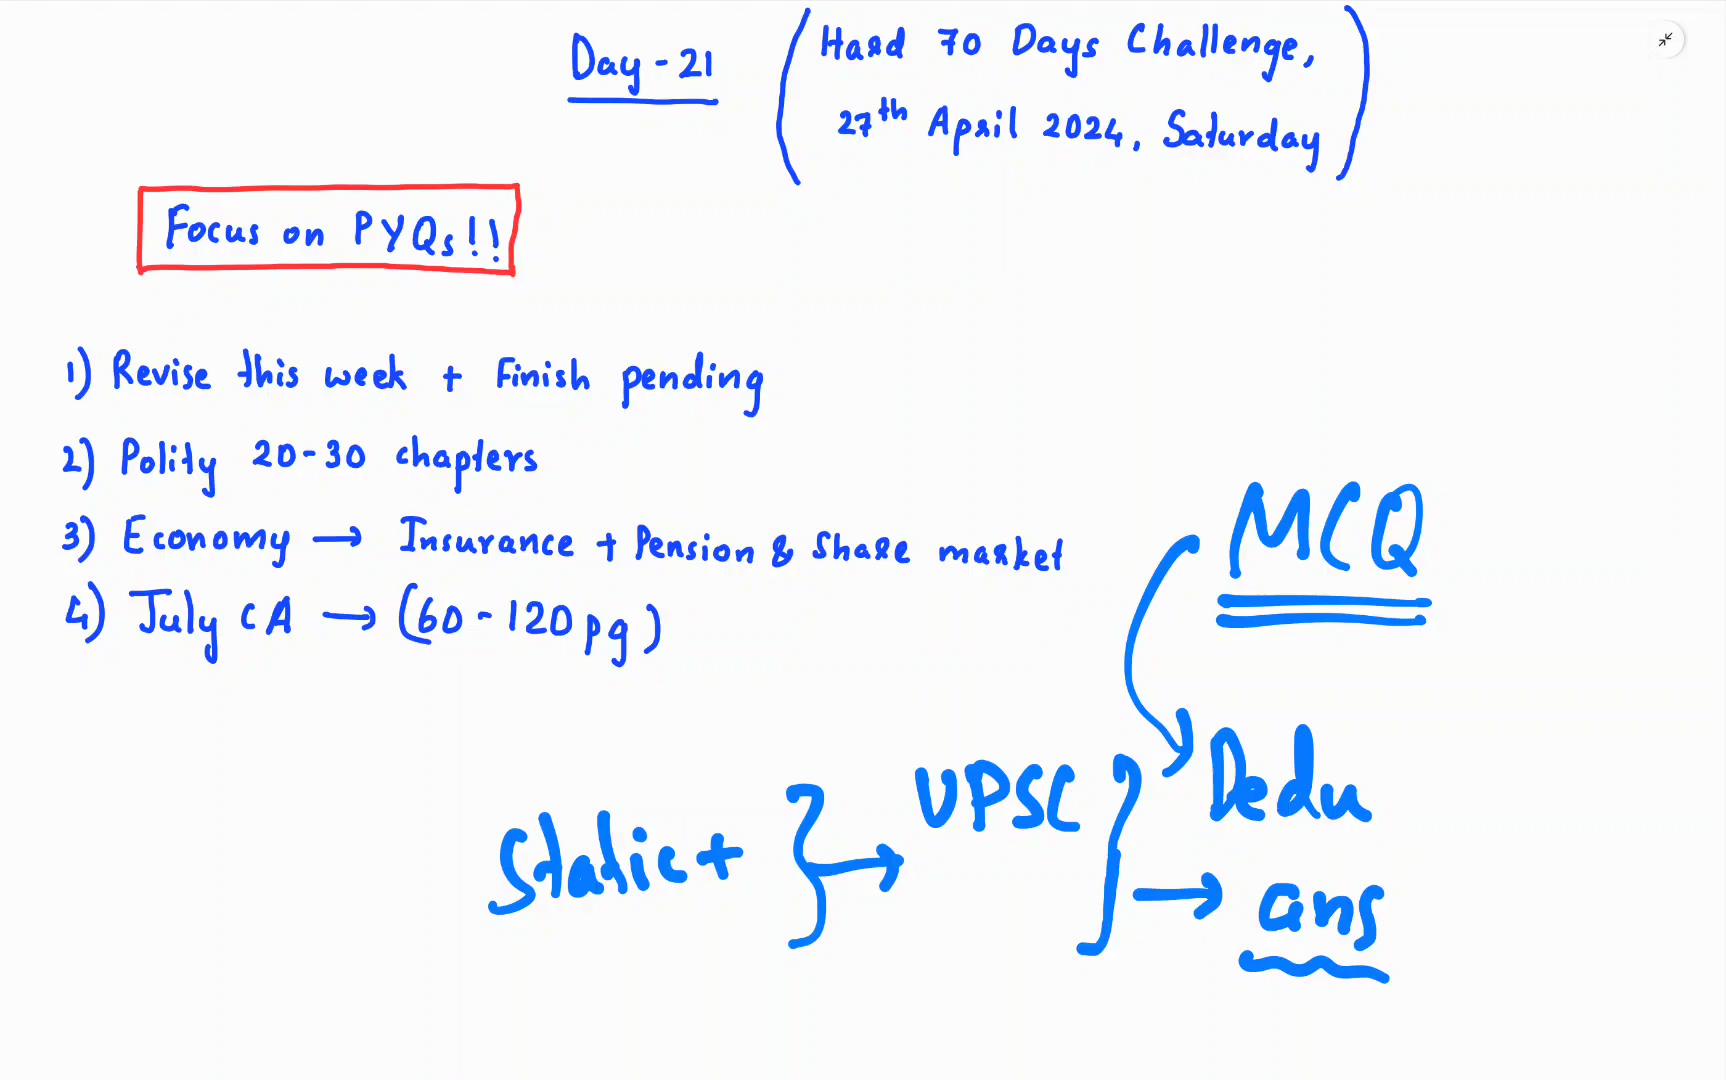 Day-21
(Hard 70 Days Challenge,
27th April 2024, Saturday)
Focus on PYQs!!
1) Revise this week + Finish pending
2) Polity 20-30 chapters
3) Economy → Insurance + Pension & Share market
4) July CA → (60-120pg)
MCQ
Static + } → UPSC } Dedu
→ ans